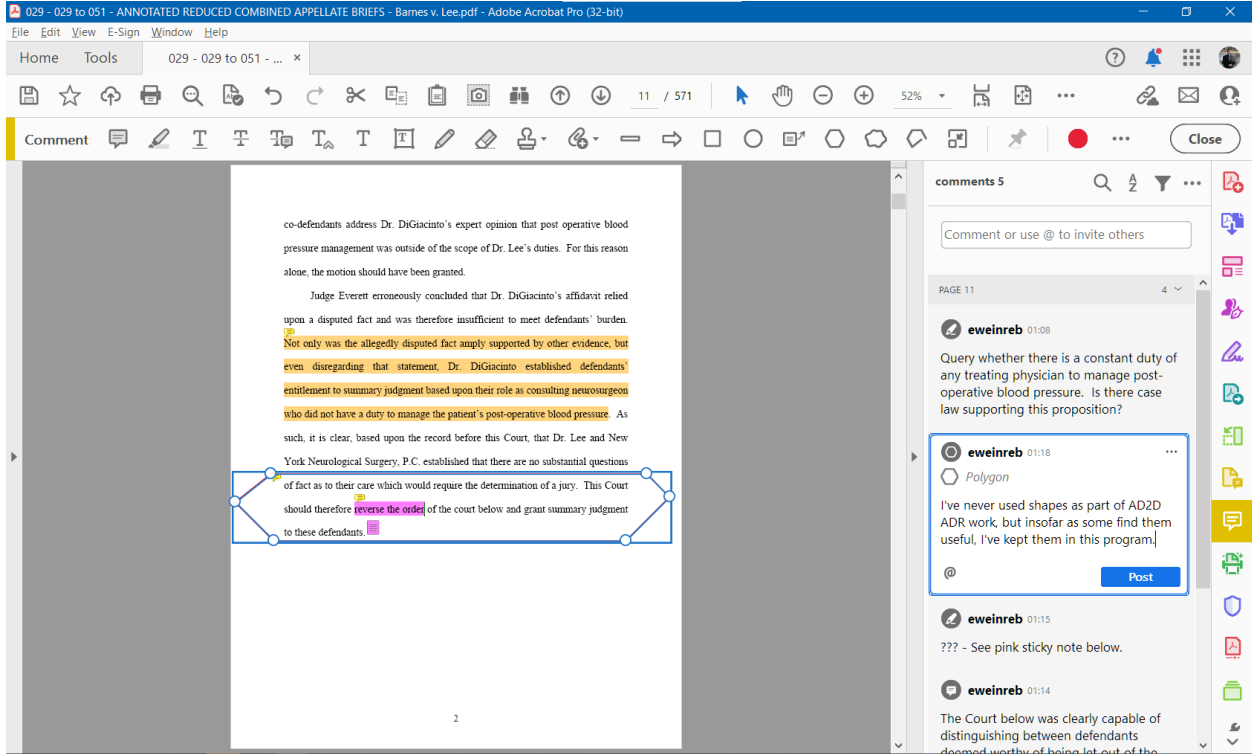 029 - 029 to 051 - ANNOTATED REDUCED COMBINED APPELLATE BRIEFS - Barnes v. Lee.pdf - Adobe Acrobat Pro (32-bit)
File Edit View E-Sign Window Help
Home Tools 029 - 029 to 051 - ... ×
11 / 571 52%
Comment Close
co-defendants address Dr. DiGiacinto's expert opinion that post operative blood
pressure management was outside of the scope of Dr. Lee's duties. For this reason
alone, the motion should have been granted.
Judge Everett erroneously concluded that Dr. DiGiacinto's affidavit relied
upon a disputed fact and was therefore insufficient to meet defendants' burden.
Not only was the allegedly disputed fact amply supported by other evidence, but
even disregarding that statement, Dr. DiGiacinto established defendants'
entitlement to summary judgment based upon their role as consulting neurosurgeon
who did not have a duty to manage the patient's post-operative blood pressure. As
such, it is clear, based upon the record before this Court, that Dr. Lee and New
York Neurological Surgery, P.C. established that there are no substantial questions
of fact as to their care which would require the determination of a jury. This Court
should therefore reverse the order of the court below and grant summary judgment
to these defendants.
2
comments 5
Comment or use @ to invite others
PAGE 11 4
eweinreb 01:08
Query whether there is a constant duty of
any treating physician to manage post-
operative blood pressure. Is there case
law supporting this proposition?
eweinreb 01:18
Polygon
I've never used shapes as part of AD2D
ADR work, but insofar as some find them
useful, I've kept them in this program.
@ Post
eweinreb 01:15
??? - See pink sticky note below.
eweinreb 01:14
The Court below was clearly capable of
distinguishing between defendants
deemed worthy of being let out of the